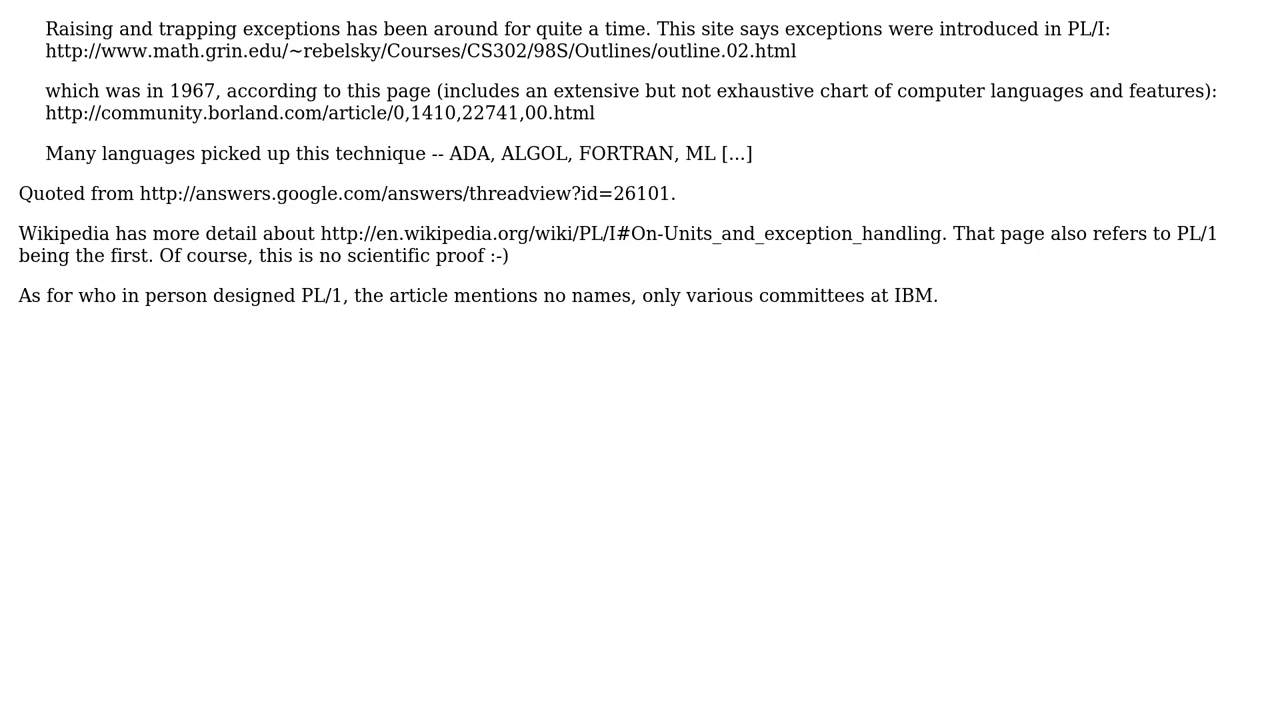 Raising and trapping exceptions has been around for quite a time. This site says exceptions were introduced in PL/I:
http://www.math.grin.edu/~rebelsky/Courses/CS302/98S/Outlines/outline.02.html
which was in 1967, according to this page (includes an extensive but not exhaustive chart of computer languages and features):
http://community.borland.com/article/0,1410,22741,00.html
Many languages picked up this technique -- ADA, ALGOL, FORTRAN, ML [...]
Quoted from http://answers.google.com/answers/threadview?id=26101.
Wikipedia has more detail about http://en.wikipedia.org/wiki/PL/I#On-Units_and_exception_handling. That page also refers to PL/1
being the first. Of course, this is no scientific proof :-)
As for who in person designed PL/1, the article mentions no names, only various committees at IBM.